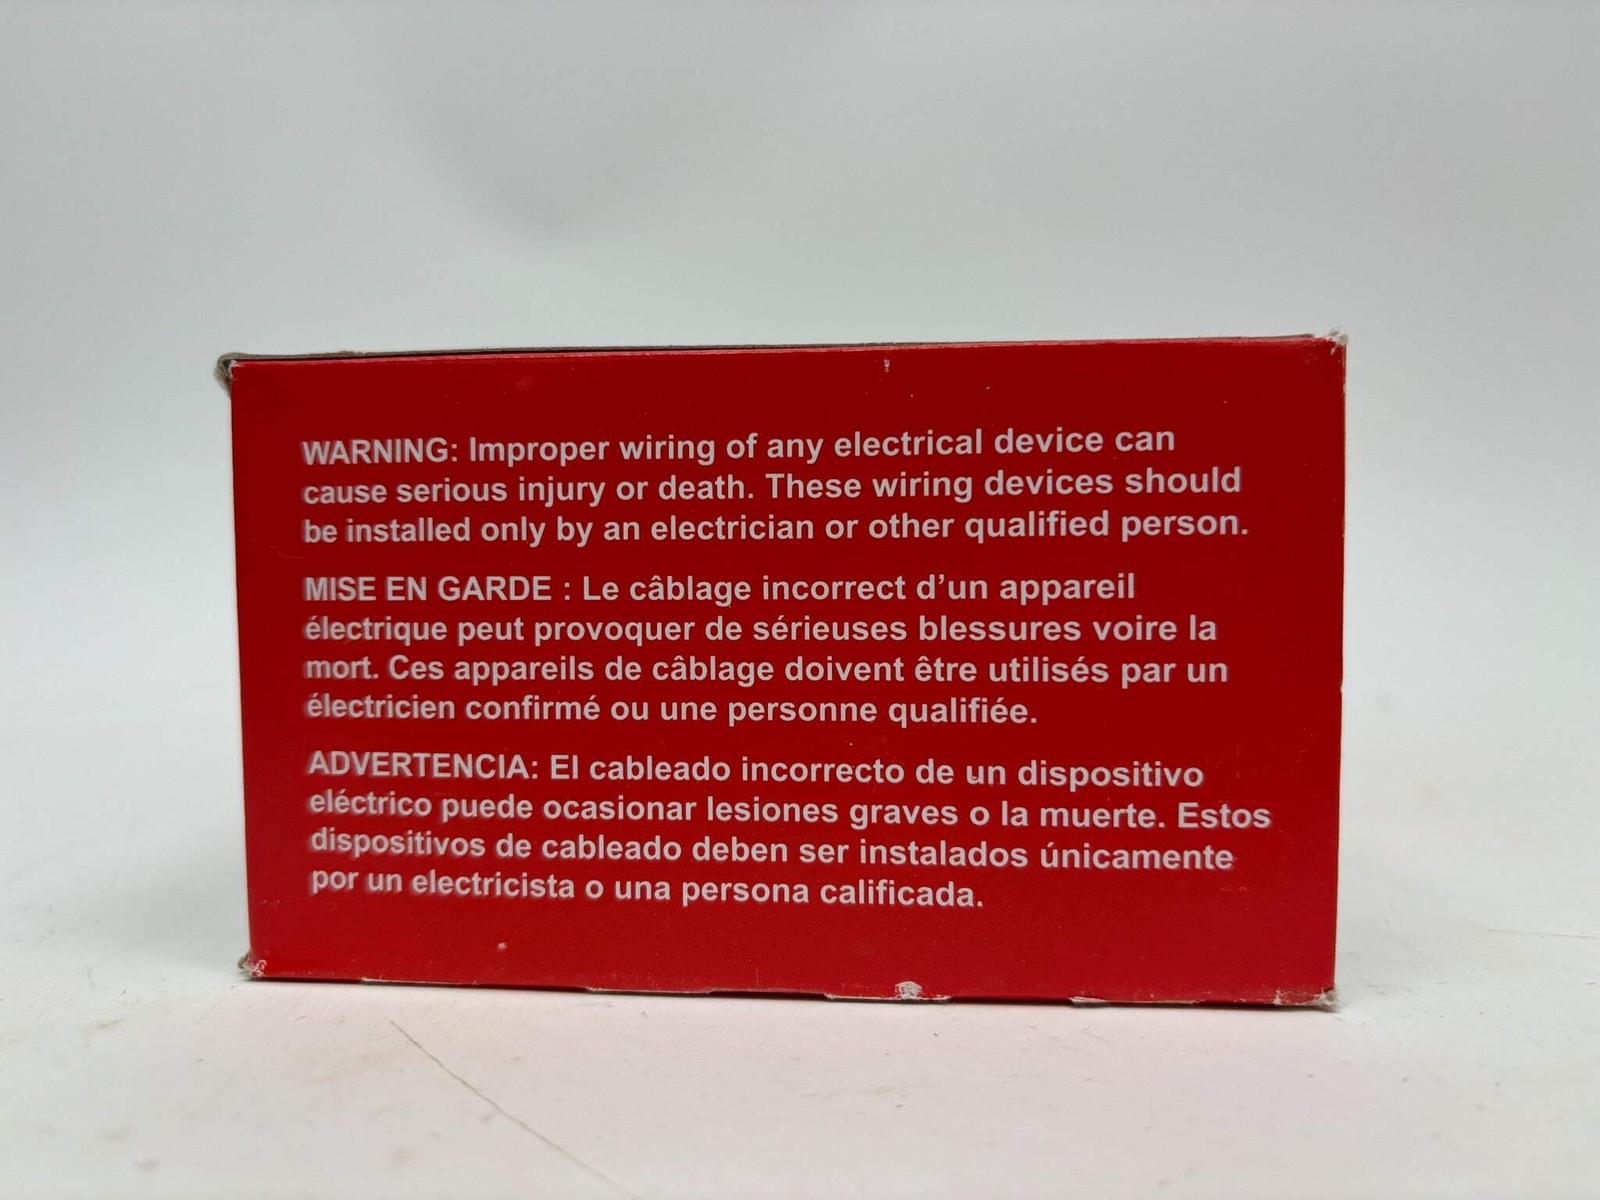 WARNING: Improper wiring of any electrical device can
cause serious injury or death. These wiring devices should
be installed only by an electrician or other qualified person.
MISE EN GARDE : Le câblage incorrect d’un appareil
électrique peut provoquer de sérieuses blessures voire la
mort. Ces appareils de câblage doivent être utilisés par un
électricien confirmé ou une personne qualifiée.
ADVERTENCIA: El cableado incorrecto de un dispositivo
eléctrico puede ocasionar lesiones graves o la muerte. Estos
dispositivos de cableado deben ser instalados únicamente
por un electricista o una persona calificada.